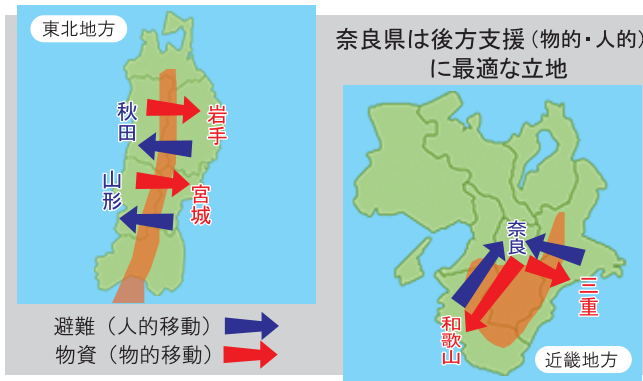 東北地方
秋田
岩手
山形
宮城
避難（人的移動）
物資（物的移動）
奈良県は後方支援（物的・人的）
に最適な立地
奈良
三重
和歌山
近畿地方